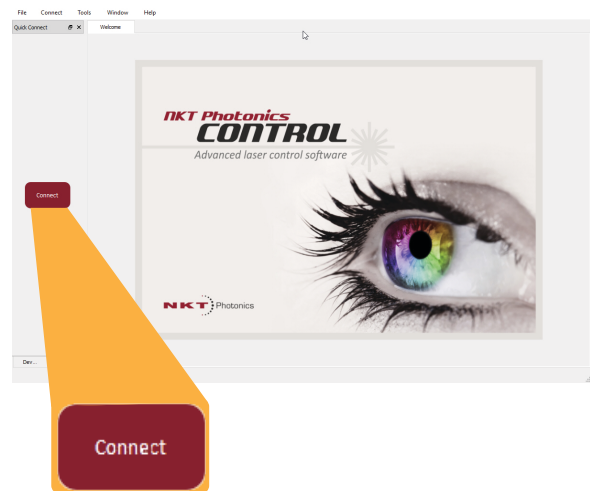 File Connect Tools Window Help
Quick Connect Welcome
NKT Photonics
CONTROL
Advanced laser control software
Connect
NKT Photonics
Dev...
Connect